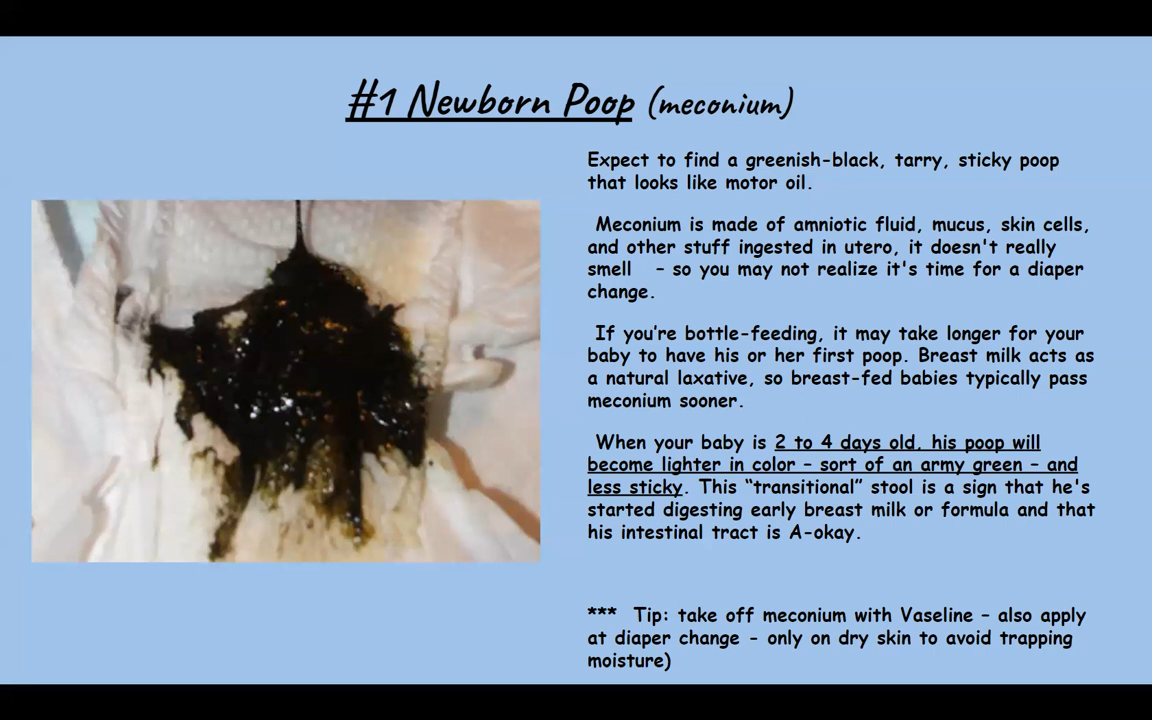 #1 Newborn Poop (meconium)
Expect to find a greenish-black, tarry, sticky poop
that looks like motor oil.
Meconium is made of amniotic fluid, mucus, skin cells,
and other stuff ingested in utero, it doesn't really
smell – so you may not realize it's time for a diaper
change.
If you’re bottle-feeding, it may take longer for your
baby to have his or her first poop. Breast milk acts as
a natural laxative, so breast-fed babies typically pass
meconium sooner.
When your baby is 2 to 4 days old, his poop will
become lighter in color – sort of an army green – and
less sticky. This “transitional” stool is a sign that he's
started digesting early breast milk or formula and that
his intestinal tract is A-okay.
*** Tip: take off meconium with Vaseline – also apply
at diaper change - only on dry skin to avoid trapping
moisture)